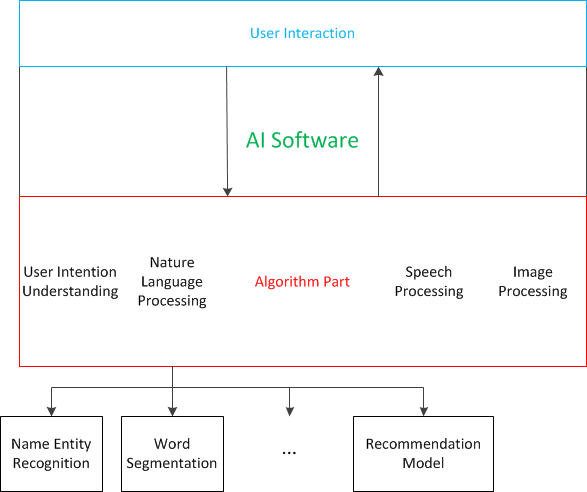 User Interaction
AI Software
User Intention
Understanding
Nature
Language
Processing
Algorithm Part
Speech
Processing
Image
Processing
Name Entity
Recognition
Word
Segmentation
...
Recommendation
Model